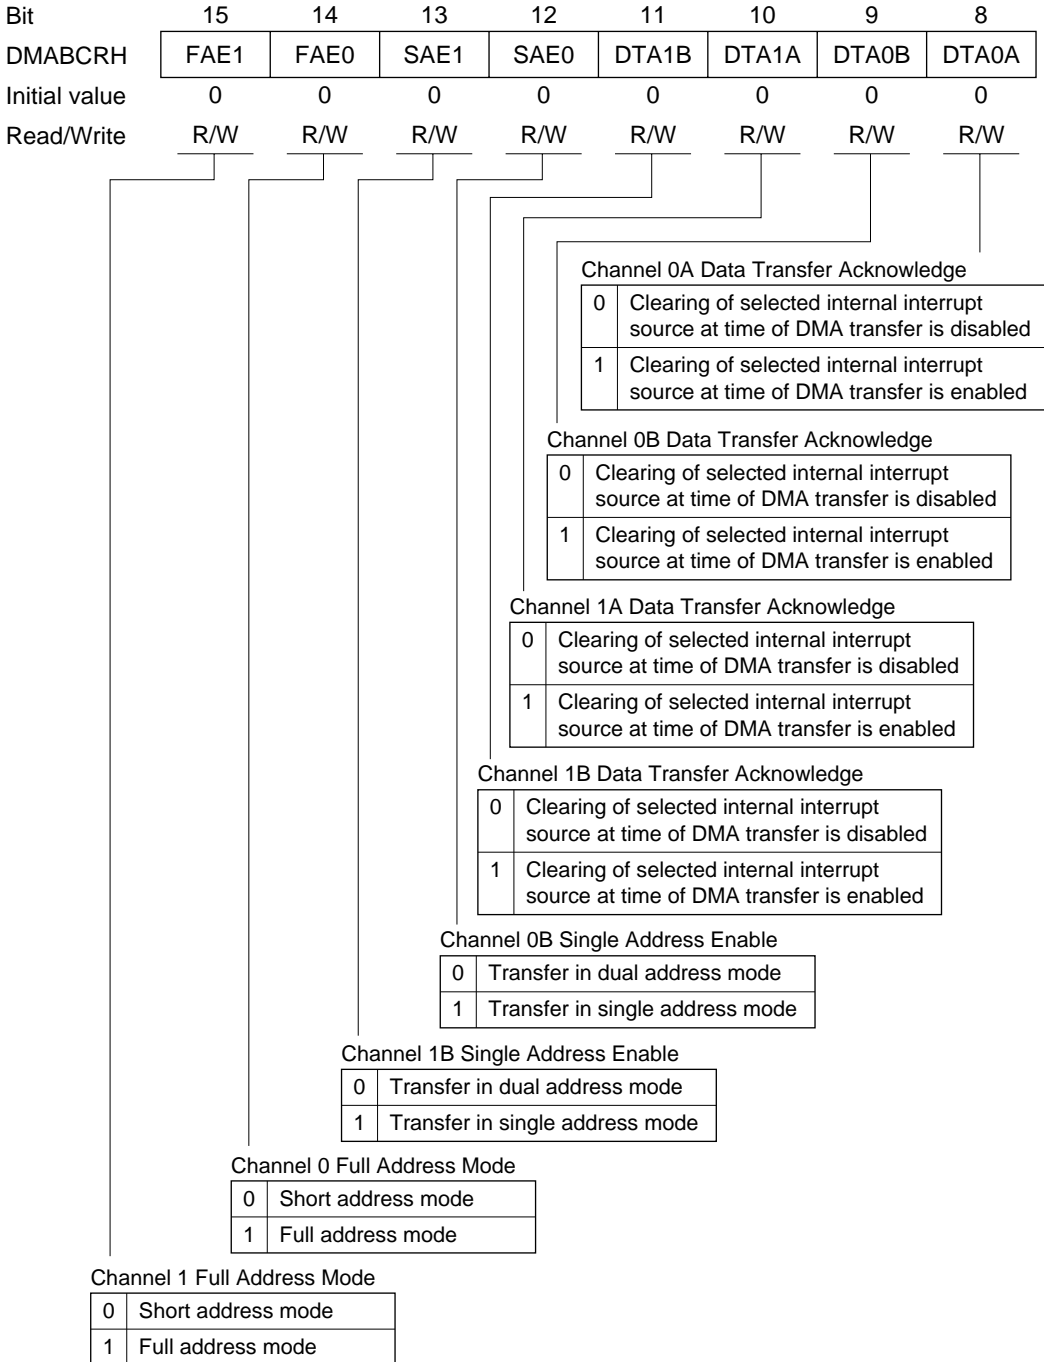 Bit 15 14 13 12 11 10 9 8
DMABCRH FAE1 FAE0 SAE1 SAE0 DTA1B DTA1A DTA0B DTA0A
Initial value 0 0 0 0 0 0 0 0
Read/Write R/W R/W R/W R/W R/W R/W R/W R/W
Channel 0A Data Transfer Acknowledge
0 Clearing of selected internal interrupt
source at time of DMA transfer is disabled
1 Clearing of selected internal interrupt
source at time of DMA transfer is enabled
Channel 0B Data Transfer Acknowledge
0 Clearing of selected internal interrupt
source at time of DMA transfer is disabled
1 Clearing of selected internal interrupt
source at time of DMA transfer is enabled
Channel 1A Data Transfer Acknowledge
0 Clearing of selected internal interrupt
source at time of DMA transfer is disabled
1 Clearing of selected internal interrupt
source at time of DMA transfer is enabled
Channel 1B Data Transfer Acknowledge
0 Clearing of selected internal interrupt
source at time of DMA transfer is disabled
1 Clearing of selected internal interrupt
source at time of DMA transfer is enabled
Channel 0B Single Address Enable
0 Transfer in dual address mode
1 Transfer in single address mode
Channel 1B Single Address Enable
0 Transfer in dual address mode
1 Transfer in single address mode
Channel 0 Full Address Mode
0 Short address mode
1 Full address mode
Channel 1 Full Address Mode
0 Short address mode
1 Full address mode